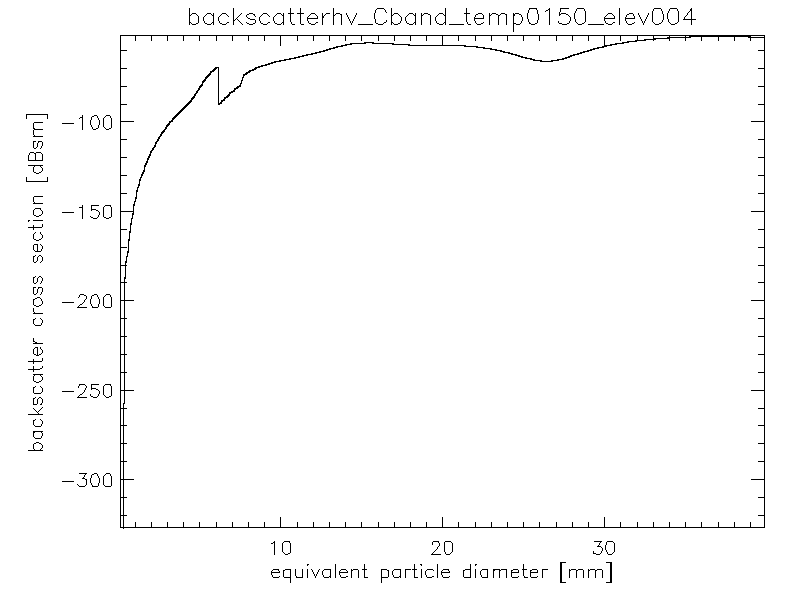 backscatterhv_Cband_temp0150_elev004
backscatter cross section [dBsm]
−100
−150
−200
−250
−300
10 20 30
equivalent particle diameter [mm]